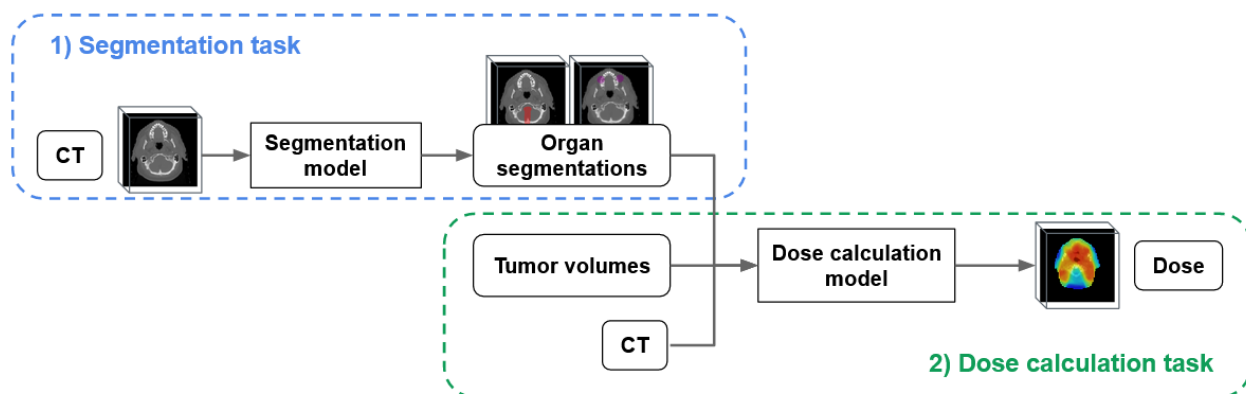 1) Segmentation task
CT
Segmentation
model
Organ
segmentations
Tumor volumes
CT
Dose calculation
model
Dose
2) Dose calculation task